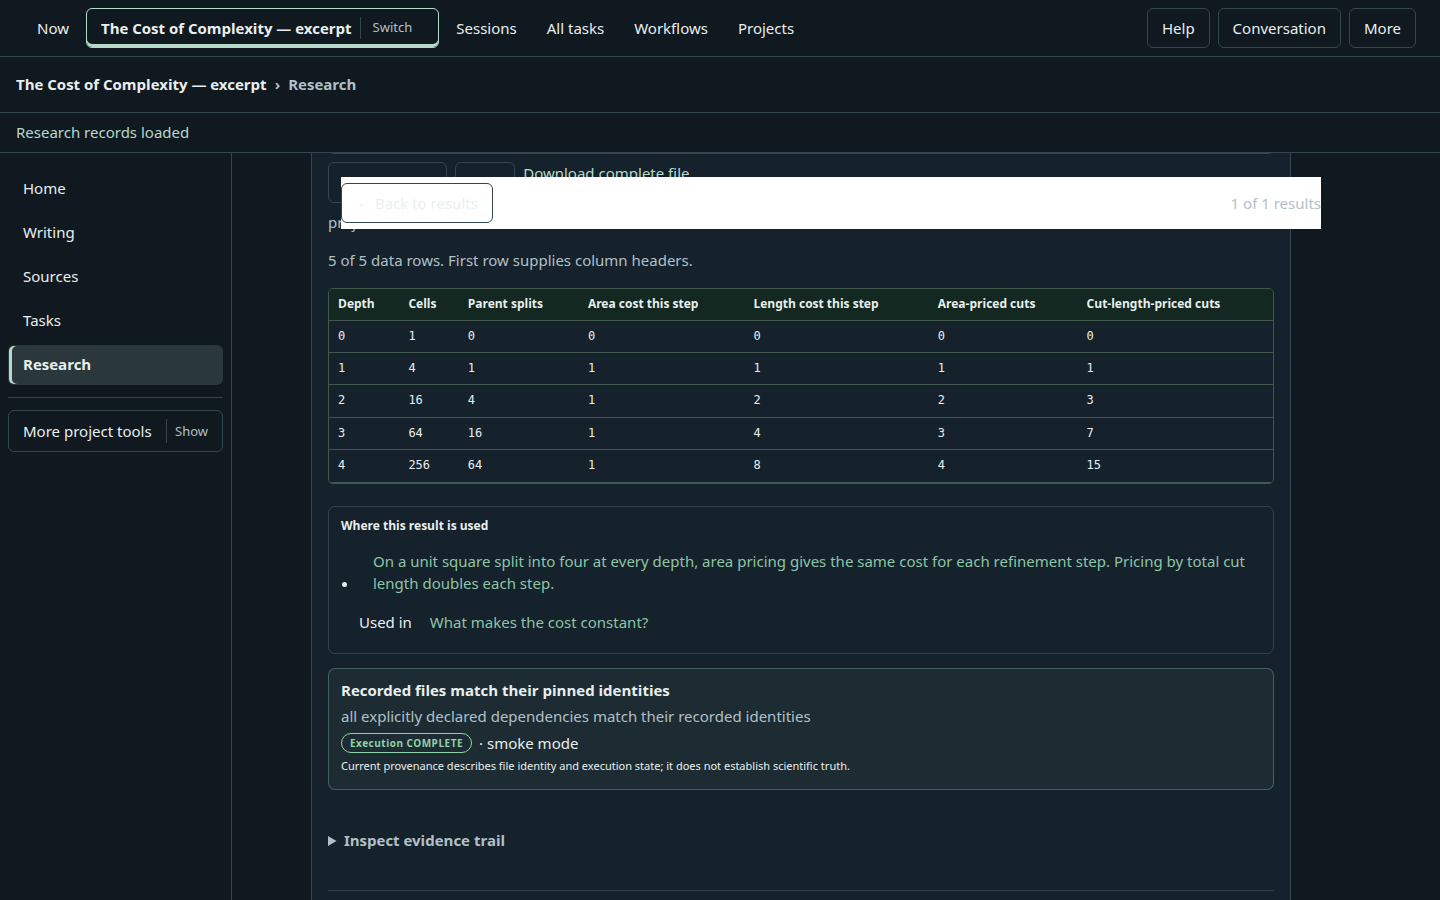 Now The Cost of Complexity — excerpt Switch Sessions All tasks Workflows Projects Help Conversation More
The Cost of Complexity — excerpt › Research
Research records loaded
Home
Writing
Sources
Tasks
Research
More project tools Show
Download complete file
← Back to results 1 of 1 results
5 of 5 data rows. First row supplies column headers.
Depth Cells Parent splits Area cost this step Length cost this step Area-priced cuts Cut-length-priced cuts
0 1 0 0 0 0 0
1 4 1 1 1 1 1
2 16 4 1 2 2 3
3 64 16 1 4 3 7
4 256 64 1 8 4 15
Where this result is used
• On a unit square split into four at every depth, area pricing gives the same cost for each refinement step. Pricing by total cut
length doubles each step.
Used in What makes the cost constant?
Recorded files match their pinned identities
all explicitly declared dependencies match their recorded identities
Execution COMPLETE · smoke mode
Current provenance describes file identity and execution state; it does not establish scientific truth.
▶ Inspect evidence trail